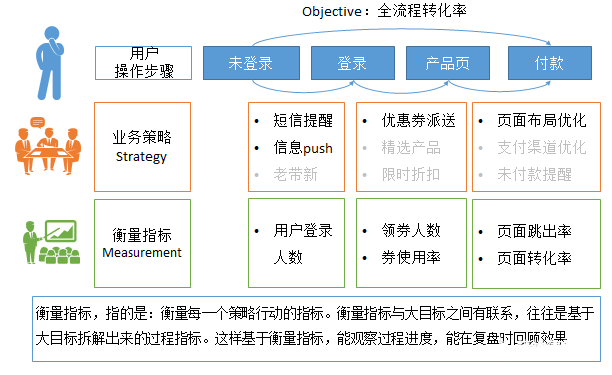 Objective：全流程转化率
用户
操作步骤
未登录
登录
产品页
付款
业务策略
Strategy
• 短信提醒
• 信息push
• 老带新
• 优惠券派送
• 精选产品
• 限时折扣
• 页面布局优化
• 支付渠道优化
• 未付款提醒
衡量指标
Measurement
• 用户登录
人数
• 领券人数
• 券使用率
• 页面跳出率
• 页面转化率
衡量指标，指的是：衡量每一个策略行动的指标。衡量指标与大目标之间有联系，往往是基于
大目标拆解出来的过程指标。这样基于衡量指标，能观察过程进度，能在复盘时回顾效果